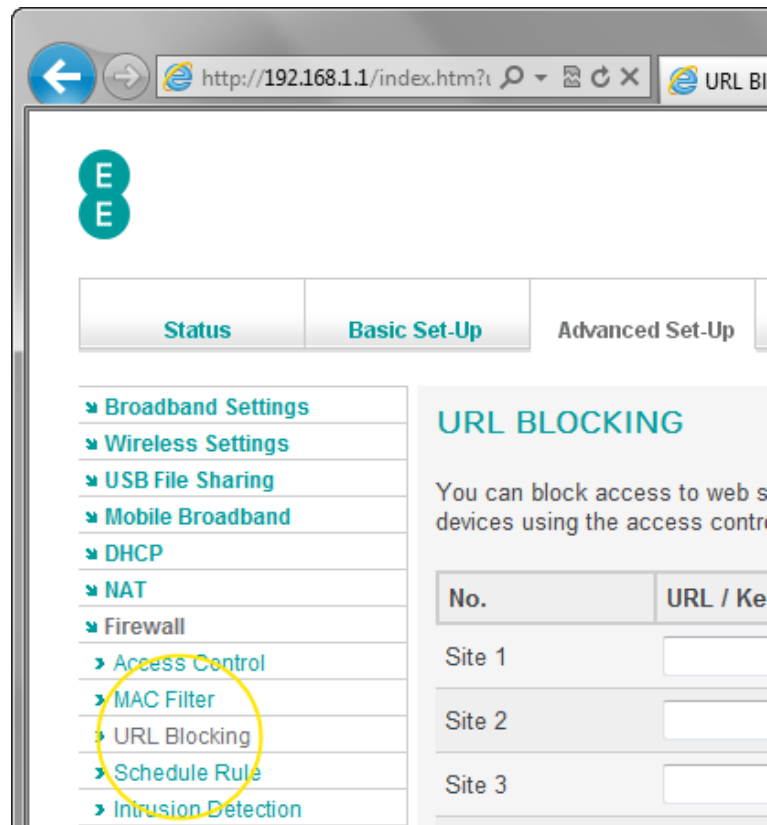 http://192.168.1.1/index.htm?
URL Bl
E
E
Status
Basic Set-Up
Advanced Set-Up
Broadband Settings
Wireless Settings
USB File Sharing
Mobile Broadband
DHCP
NAT
Firewall
Access Control
MAC Filter
URL Blocking
Schedule Rule
Intrusion Detection
URL BLOCKING
You can block access to web s
devices using the access contr
No.
URL / Ke
Site 1
Site 2
Site 3